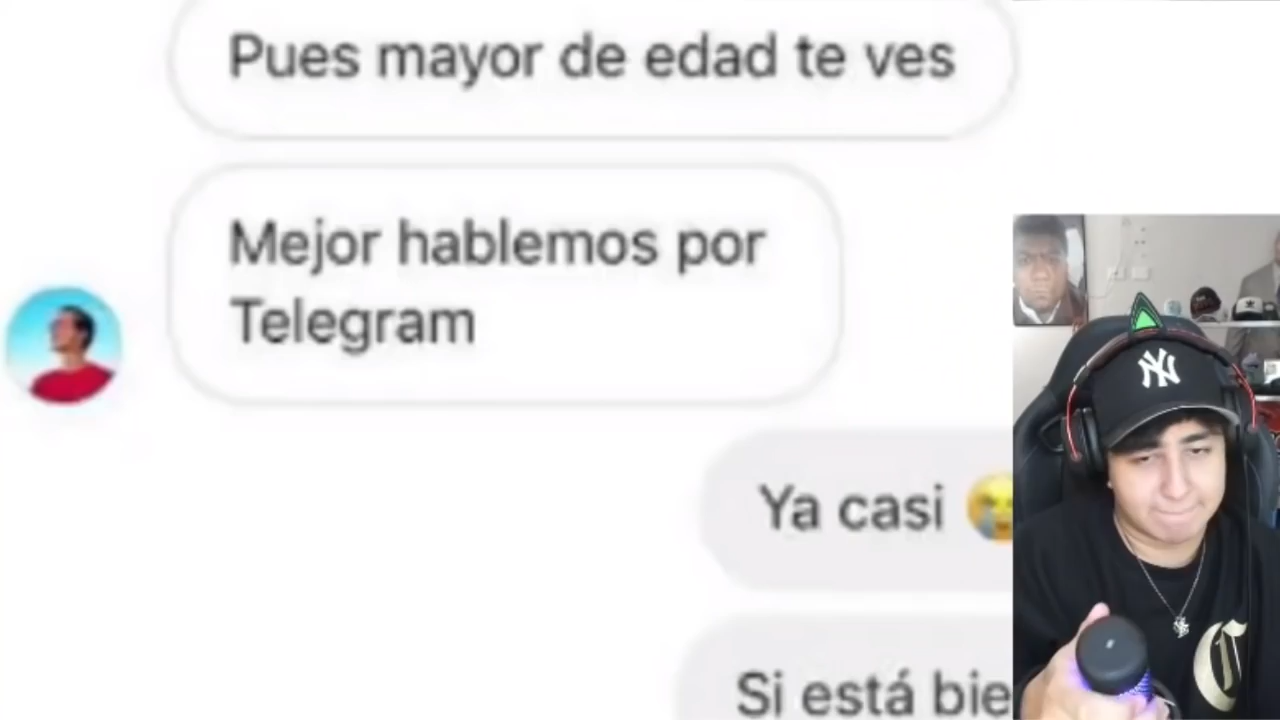 Pues mayor de edad te ves
Mejor hablemos por
Telegram
Ya casi 😭
Si está bie
NY
C